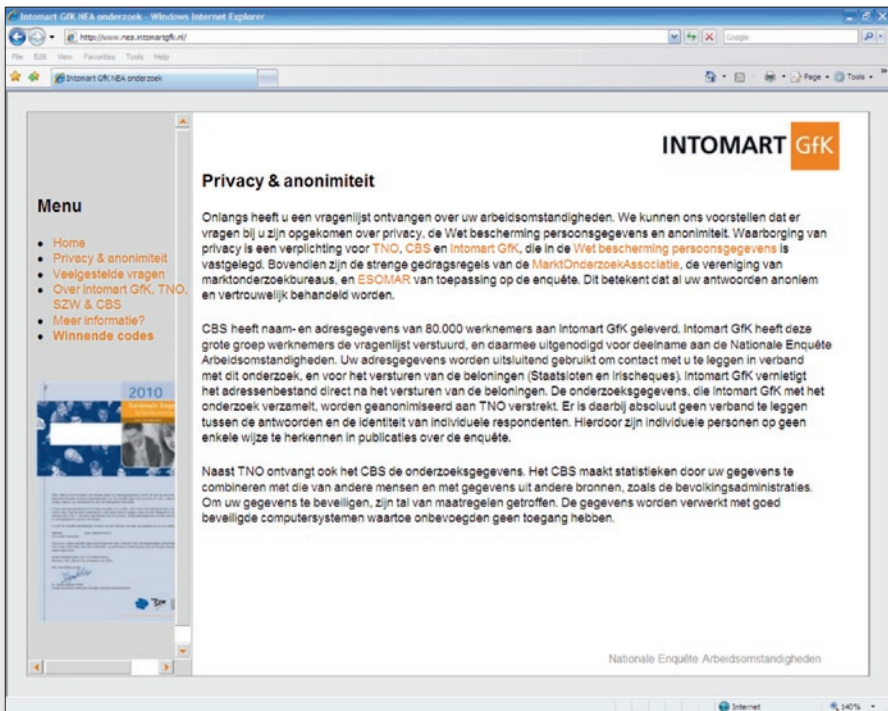 Intomart GfK NEA onderzoek - Windows Internet Explorer
http://www.nea.intomartgfk.nl/
Google
File Edit View Favorites Tools Help
Intomart GfK NEA onderzoek
Page Tools
INTOMART GfK
Privacy & anonimiteit
Menu
Home
Privacy & anonimiteit
Veelgestelde vragen
Over Intomart GfK, TNO,
SZW & CBS
Meer informatie?
Winnende codes
2010
Onlangs heeft u een vragenlijst ontvangen over uw arbeidsomstandigheden. We kunnen ons voorstellen dat er
vragen bij u zijn opgekomen over privacy, de Wet bescherming persoonsgegevens en anonimiteit. Waarborging van
privacy is een verplichting voor TNO, CBS en Intomart GfK, die in de Wet bescherming persoonsgegevens is
vastgelegd. Bovendien zijn de strenge gedragsregels van de MarktOnderzoekAssociatie, de vereniging van
marktonderzoekbureaus, en ESOMAR van toepassing op de enquête. Dit betekent dat al uw antwoorden anoniem
en vertrouwelijk behandeld worden.
CBS heeft naam- en adresgegevens van 80.000 werknemers aan Intomart GfK geleverd. Intomart GfK heeft deze
grote groep werknemers de vragenlijst verstuurd, en daarmee uitgenodigd voor deelname aan de Nationale Enquête
Arbeidsomstandigheden. Uw adresgegevens worden uitsluitend gebruikt om contact met u te leggen in verband
met dit onderzoek, en voor het versturen van de beloningen (Staatsloten en Irischeques). Intomart GfK vernietigt
het adressenbestand direct na het versturen van de beloningen. De onderzoeksgegevens, die Intomart GfK met het
onderzoek verzamelt, worden geanonimiseerd aan TNO verstrekt. Er is daarbij absoluut geen verband te leggen
tussen de antwoorden en de identiteit van individuele respondenten. Hierdoor zijn individuele personen op geen
enkele wijze te herkennen in publicaties over de enquête.
Naast TNO ontvangt ook het CBS de onderzoeksgegevens. Het CBS maakt statistieken door uw gegevens te
combineren met die van andere mensen en met gegevens uit andere bronnen, zoals de bevolkingsadministraties.
Om uw gegevens te beveiligen, zijn tal van maatregelen getroffen. De gegevens worden verwerkt met goed
beveiligde computersystemen waartoe onbevoegden geen toegang hebben.
Nationale Enquête Arbeidsomstandigheden
Internet
140%